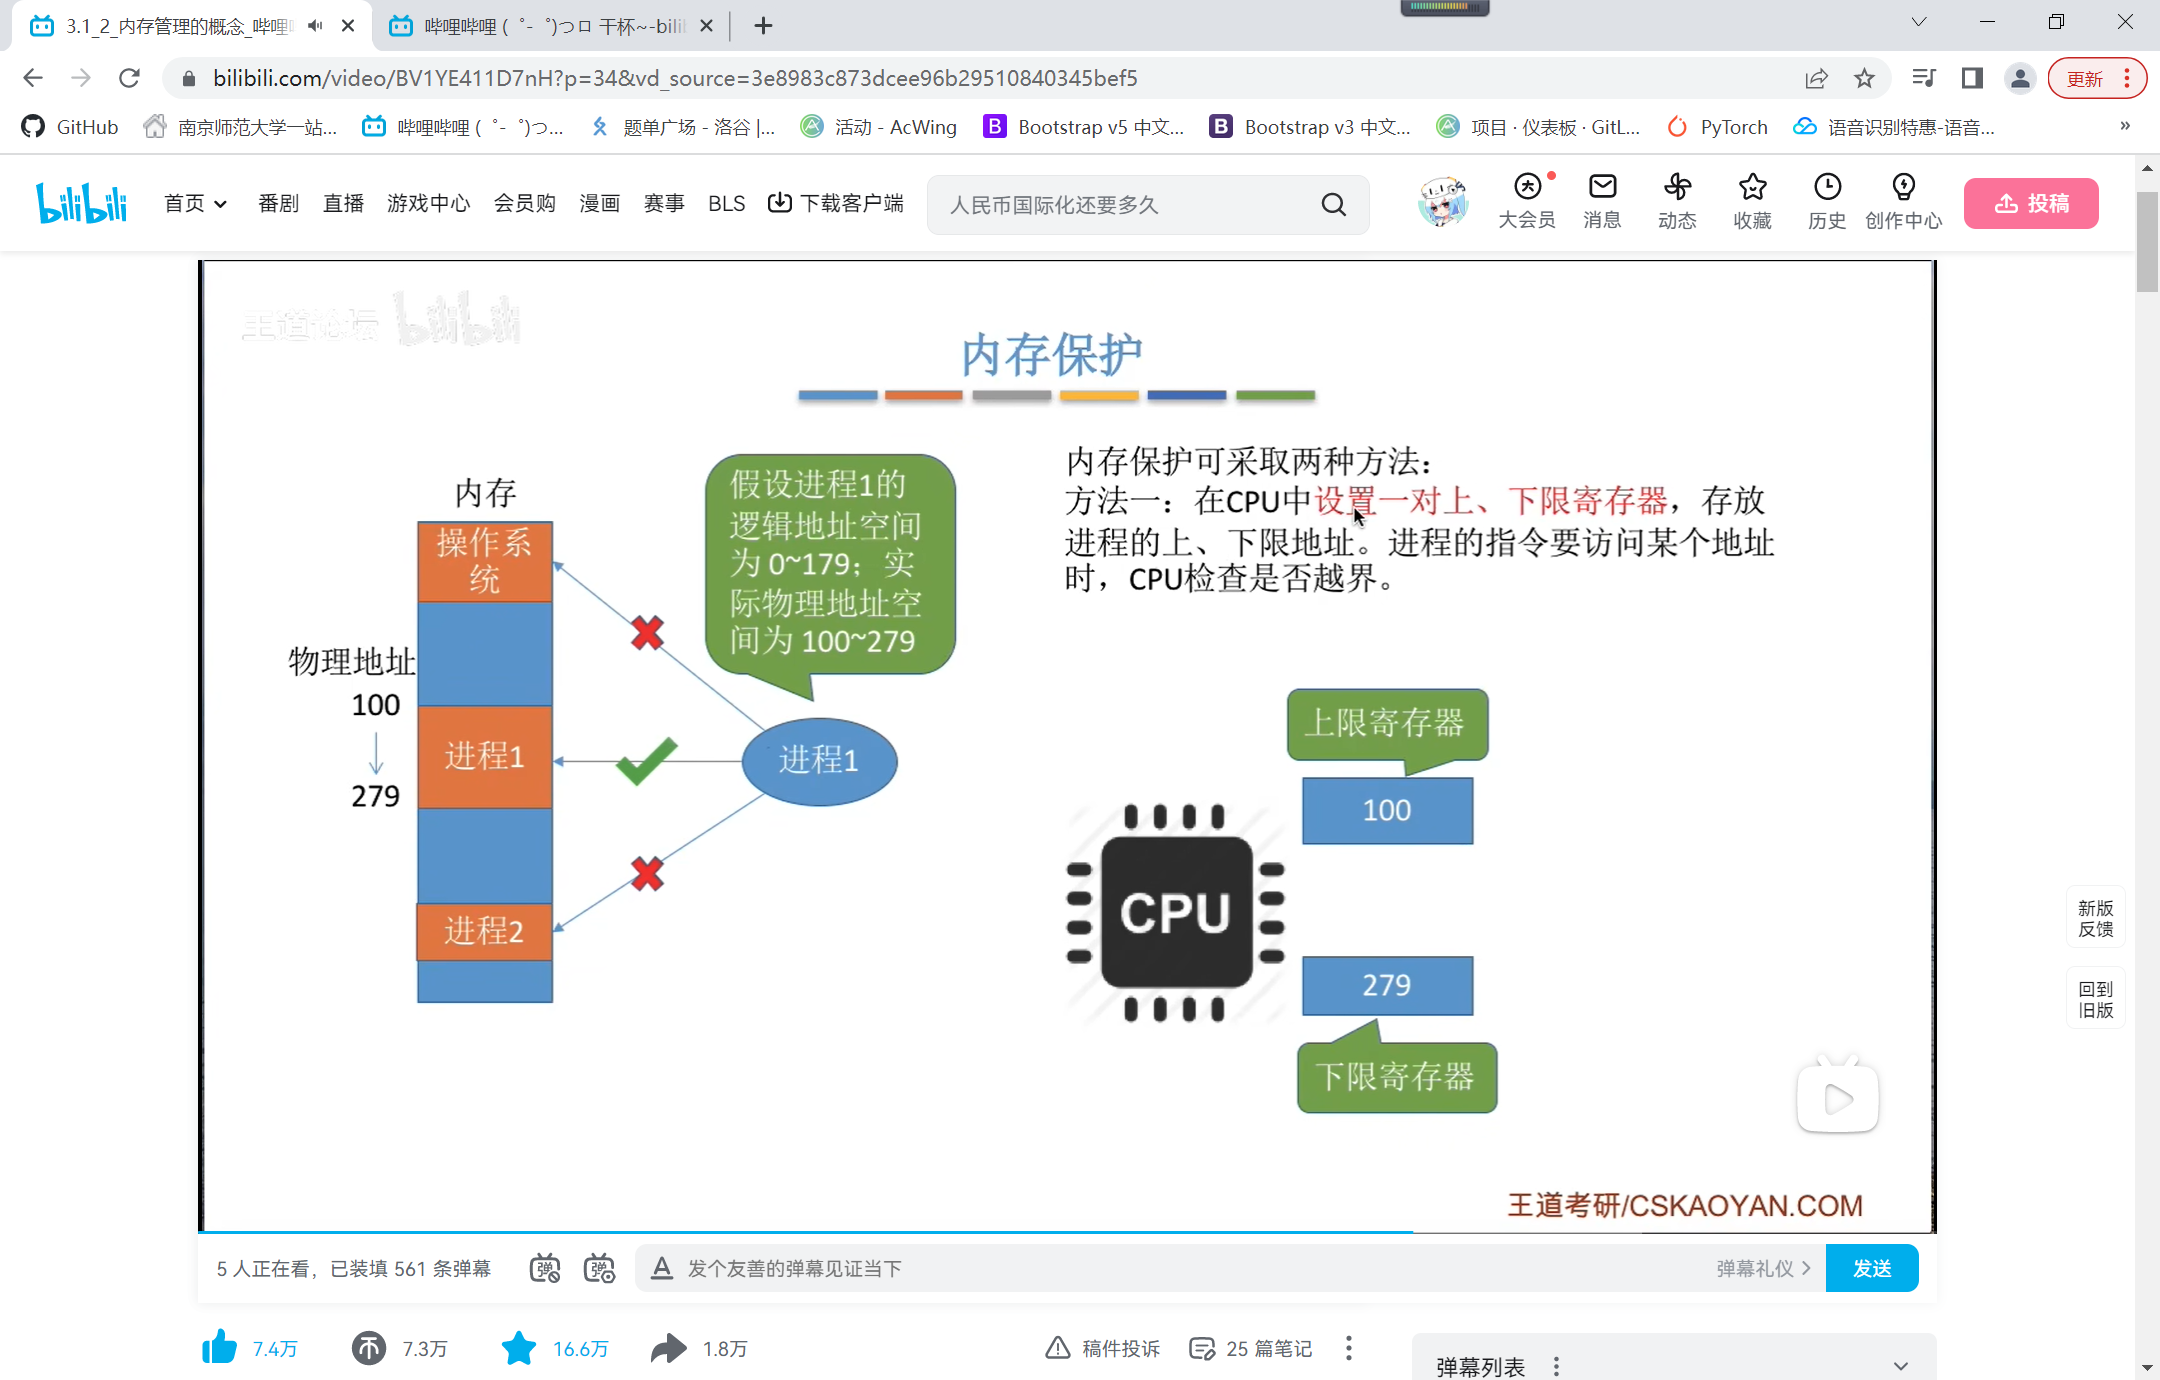 3.1_2_内存管理的概念_哔哩
哔哩哔哩 (゜-゜)つロ 干杯~-bili
bilibili.com/video/BV1YE411D7nH?p=34&vd_source=3e8983c873dcee96b29510840345bef5
更新
GitHub
南京师范大学一站...
哔哩哔哩 (゜-゜)つ...
题单广场 - 洛谷 |...
活动 - AcWing
Bootstrap v5 中文...
Bootstrap v3 中文...
项目 · 仪表板 · GitL...
PyTorch
语音识别特惠-语音...
»
bilibili
首页
番剧
直播
游戏中心
会员购
漫画
赛事
BLS
下载客户端
人民币国际化还要多久
大会员
消息
动态
收藏
历史
创作中心
投稿
王道论坛 bilibili
内存保护
内存
操作系
统
物理地址
100
279
进程1
进程2
假设进程1的
逻辑地址空间
为 0~179；实
际物理地址空
间为 100~279
进程1
内存保护可采取两种方法：
方法一：在CPU中设置一对上、下限寄存器，存放
进程的上、下限地址。进程的指令要访问某个地址
时，CPU检查是否越界。
上限寄存器
100
CPU
279
下限寄存器
王道考研/CSKAOYAN.COM
新版
反馈
回到
旧版
5 人正在看，已装填 561 条弹幕
弹
弹
A 发个友善的弹幕见证当下
弹幕礼仪 >
发送
7.4万
7.3万
16.6万
1.8万
稿件投诉
25 篇笔记
弹幕列表